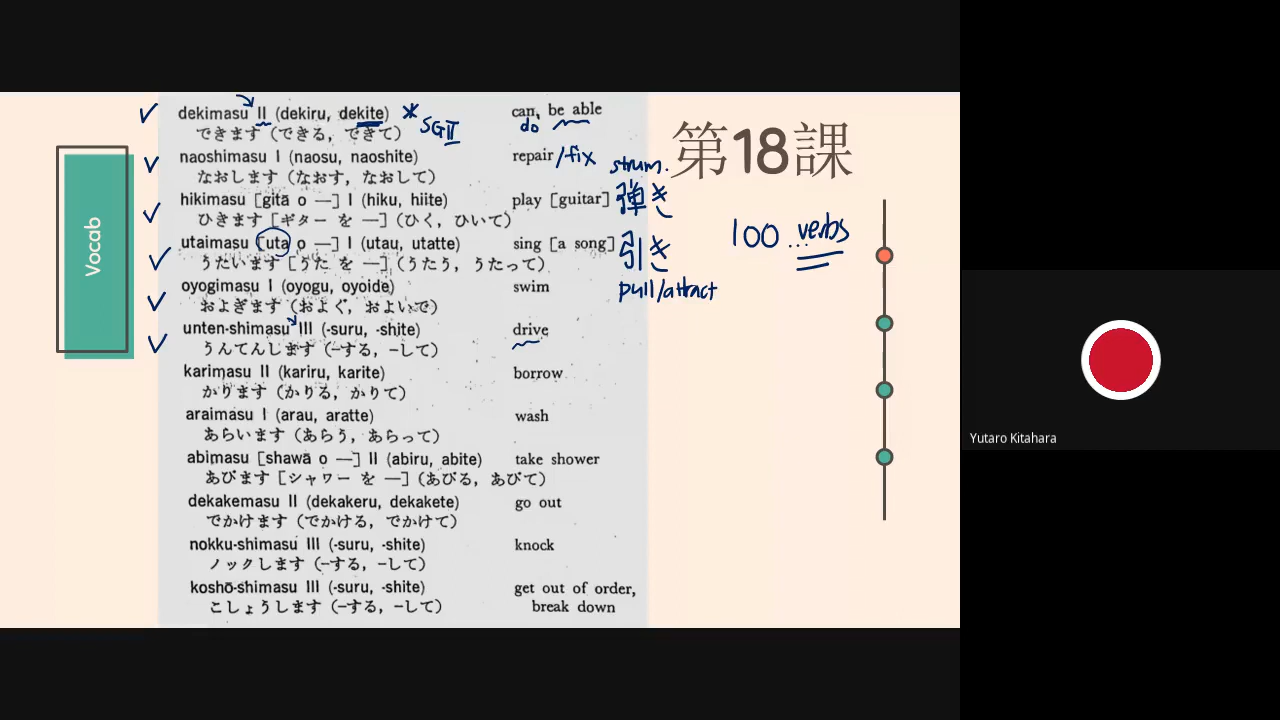 Vocab
dekimasu II (dekiru, dekite) * SGII
can, be able
do
できます (できる, できて)
naoshimasu I (naosu, naoshite)
repair /fix
なおします (なおす, なおして)
strum.
hikimasu [gitā o —] I (hiku, hiite)
play [guitar] 弾き
ひきます [ギター を —] (ひく, ひいて)
utaimasu [uta o —] I (utau, utatte)
sing [a song] 引き
うたいます [うた を —] (うたう, うたって)
pull/attract
oyogimasu I (oyogu, oyoide)
swim
およぎます (およぐ, およいで)
unten-shimasu III (-suru, -shite)
drive
うんてんします (−する, −して)
karimasu II (kariru, karite)
borrow
かります (かりる, かりて)
araimasu I (arau, aratte)
wash
あらいます (あらう, あらって)
abimasu [shawā o —] II (abiru, abite)
take shower
あびます [シャワー を —] (あびる, あびて)
dekakemasu II (dekakeru, dekakete)
go out
でかけます (でかける, でかけて)
nokku-shimasu III (-suru, -shite)
knock
ノックします (−する, −して)
koshō-shimasu III (-suru, -shite)
get out of order,
break down
こしょうします (−する, −して)
第18課
100 verbs
Yutaro Kitahara